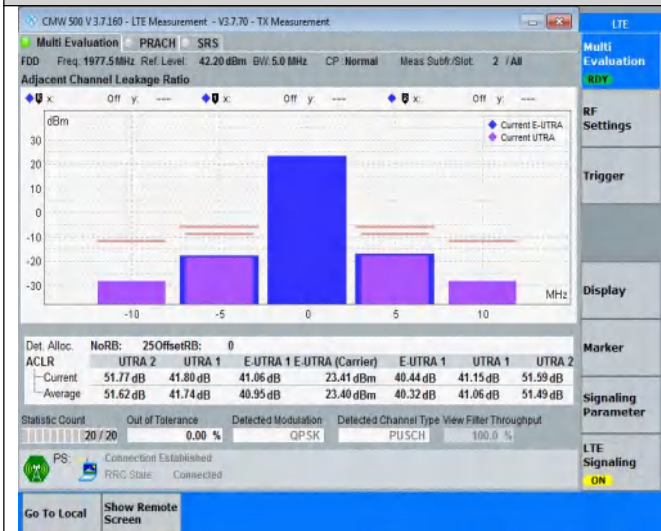 CMW 500 V 3.7.160 - LTE Measurement - V3.7.70 - TX Measurement
LTE
Multi Evaluation PRACH SRS
FDD Freq: 1977.5 MHz Ref. Level: 42.20 dBm BW: 5.0 MHz CP: Normal Meas Subfr./Slot: 2 / All
Adjacent Channel Leakage Ratio
x: Off y: --- x: Off y: --- x: Off y: ---
dBm
Current E-UTRA
Current UTRA
30
20
10
0
-10
-20
-30
MHz
-10 -5 0 5 10
Det. Alloc. NoRB: 25OffsetRB: 0
ACLR UTRA 2 UTRA 1 E-UTRA 1 E-UTRA (Carrier) E-UTRA 1 UTRA 1 UTRA 2
Current 51.77 dB 41.80 dB 41.06 dB 23.41 dBm 40.44 dB 41.15 dB 51.59 dB
Average 51.62 dB 41.74 dB 40.95 dB 23.40 dBm 40.32 dB 41.06 dB 51.49 dB
Statistic Count Out of Tolerance Detected Modulation Detected Channel Type View Filter Throughput
20 / 20 0.00 % QPSK PUSCH 100.0 %
PS: Connection Established
RRC State: Connected
Multi
Evaluation
RDY
RF
Settings
Trigger
Display
Marker
Signaling
Parameter
LTE
Signaling
ON
Go To Local
Show Remote
Screen